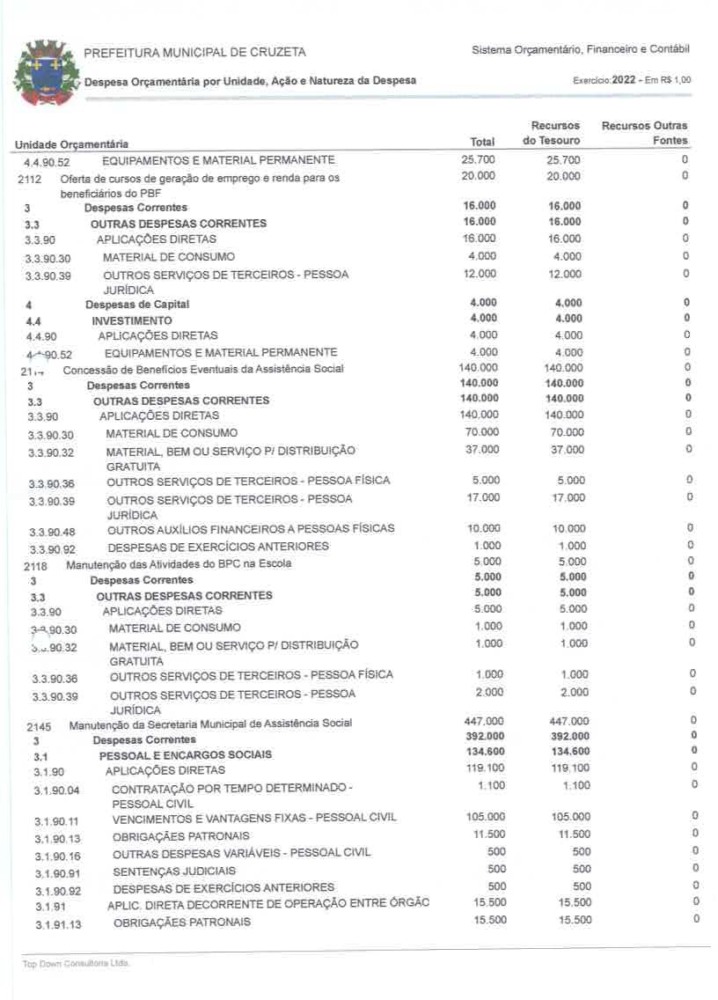 PREFEITURA MUNICIPAL DE CRUZETA
Sistema Orçamentário, Financeiro e Contábil
Despesa Orçamentária por Unidade, Ação e Natureza da Despesa
Exercício: 2022 - Em R$ 1,00
Unidade Orçamentária Total Recursos do Tesouro Recursos Outras Fontes
4.4.90.52 EQUIPAMENTOS E MATERIAL PERMANENTE 25.700 25.700 0
2112 Oferta de cursos de geração de emprego e renda para os 20.000 20.000 0
beneficiários do PBF
3 Despesas Correntes 16.000 16.000 0
3.3 OUTRAS DESPESAS CORRENTES 16.000 16.000 0
3.3.90 APLICAÇÕES DIRETAS 16.000 16.000 0
3.3.90.30 MATERIAL DE CONSUMO 4.000 4.000 0
3.3.90.39 OUTROS SERVIÇOS DE TERCEIROS - PESSOA 12.000 12.000 0
JURÍDICA
4 Despesas de Capital 4.000 4.000 0
4.4 INVESTIMENTO 4.000 4.000 0
4.4.90 APLICAÇÕES DIRETAS 4.000 4.000 0
90.52 EQUIPAMENTOS E MATERIAL PERMANENTE 4.000 4.000 0
Concessão de Benefícios Eventuais da Assistência Social 140.000 140.000 0
3 Despesas Correntes 140.000 140.000 0
3.3 OUTRAS DESPESAS CORRENTES 140.000 140.000 0
3.3.90 APLICAÇÕES DIRETAS 140.000 140.000 0
3.3.90.30 MATERIAL DE CONSUMO 70.000 70.000 0
3.3.90.32 MATERIAL, BEM OU SERVIÇO P/ DISTRIBUIÇÃO 37.000 37.000 0
GRATUITA
3.3.90.36 OUTROS SERVIÇOS DE TERCEIROS - PESSOA FÍSICA 5.000 5.000 0
3.3.90.39 OUTROS SERVIÇOS DE TERCEIROS - PESSOA 17.000 17.000 0
JURÍDICA
3.3.90.48 OUTROS AUXÍLIOS FINANCEIROS A PESSOAS FÍSICAS 10.000 10.000 0
3.3.90.92 DESPESAS DE EXERCÍCIOS ANTERIORES 1.000 1.000 0
2118 Manutenção das Atividades do BPC na Escola 5.000 5.000 0
3 Despesas Correntes 5.000 5.000 0
3.3 OUTRAS DESPESAS CORRENTES 5.000 5.000 0
3.3.90 APLICAÇÕES DIRETAS 5.000 5.000 0
90.30 MATERIAL DE CONSUMO 1.000 1.000 0
90.32 MATERIAL, BEM OU SERVIÇO P/ DISTRIBUIÇÃO 1.000 1.000 0
GRATUITA
3.3.90.36 OUTROS SERVIÇOS DE TERCEIROS - PESSOA FÍSICA 1.000 1.000 0
3.3.90.39 OUTROS SERVIÇOS DE TERCEIROS - PESSOA 2.000 2.000 0
JURÍDICA
2145 Manutenção da Secretaria Municipal de Assistência Social 447.000 447.000 0
3 Despesas Correntes 392.000 392.000 0
3.1 PESSOAL E ENCARGOS SOCIAIS 134.600 134.600 0
3.1.90 APLICAÇÕES DIRETAS 119.100 119.100 0
3.1.90.04 CONTRATAÇÃO POR TEMPO DETERMINADO - 1.100 1.100 0
PESSOAL CIVIL
3.1.90.11 VENCIMENTOS E VANTAGENS FIXAS - PESSOAL CIVIL 105.000 105.000 0
3.1.90.13 OBRIGAÇÃES PATRONAIS 11.500 11.500 0
3.1.90.16 OUTRAS DESPESAS VARIÁVEIS - PESSOAL CIVIL 500 500 0
3.1.90.91 SENTENÇAS JUDICIAIS 500 500 0
3.1.90.92 DESPESAS DE EXERCÍCIOS ANTERIORES 500 500 0
3.1.91 APLIC. DIRETA DECORRENTE DE OPERAÇÃO ENTRE ÓRGÃO 15.500 15.500 0
3.1.91.13 OBRIGAÇÃES PATRONAIS 15.500 15.500 0
Top Down Consultoria Ltda.